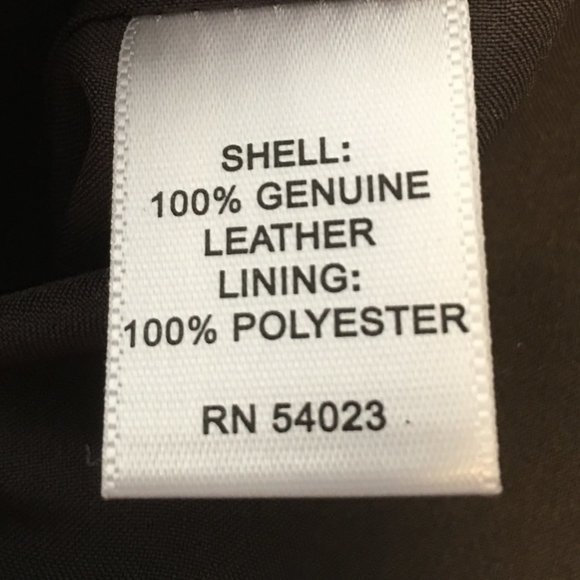 SHELL:
100% GENUINE
LEATHER
LINING:
100% POLYESTER
RN 54023